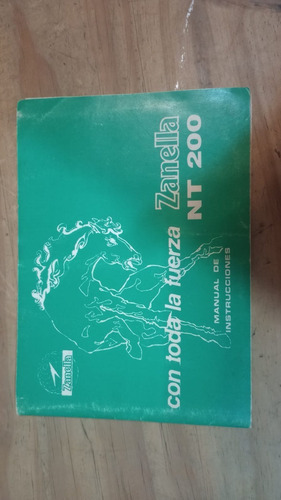 con toda la fuerza Zanella
NT 200
MANUAL DE
INSTRUCCIONES
Zanella